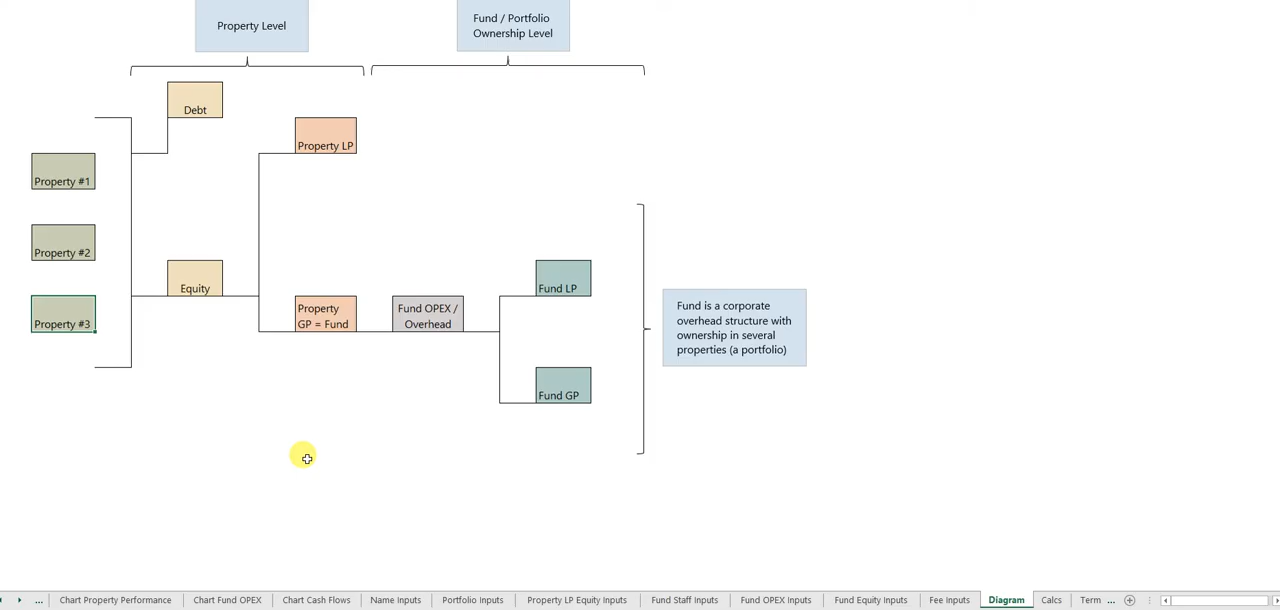 Property Level
Fund / Portfolio
Ownership Level
Debt
Property LP
Property #1
Property #2
Equity
Fund LP
Property #3
Property
GP = Fund
Fund OPEX /
Overhead
Fund is a corporate
overhead structure with
ownership in several
properties (a portfolio)
Fund GP
... Chart Property Performance Chart Fund OPEX Chart Cash Flows Name Inputs Portfolio Inputs Property LP Equity Inputs Fund Staff Inputs Fund OPEX Inputs Fund Equity Inputs Fee Inputs Diagram Calcs Term ...